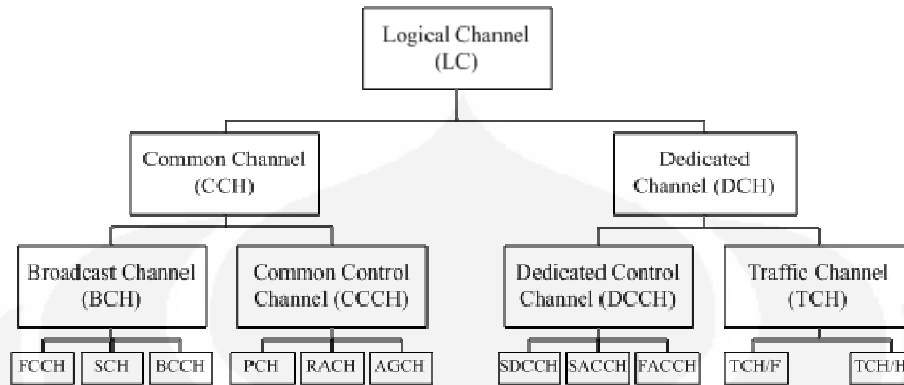 Logical Channel
(LC)
Common Channel
(CCH)
Dedicated
Channel (DCH)
Broadcast Channel
(BCH)
Common Control
Channel (CCCH)
Dedicated Control
Channel (DCCH)
Traffic Channel
(TCH)
FCCH
SCH
BCCH
PCH
RACH
AGCH
SDCCH
SACCH
FACCH
TCH/F
TCH/H